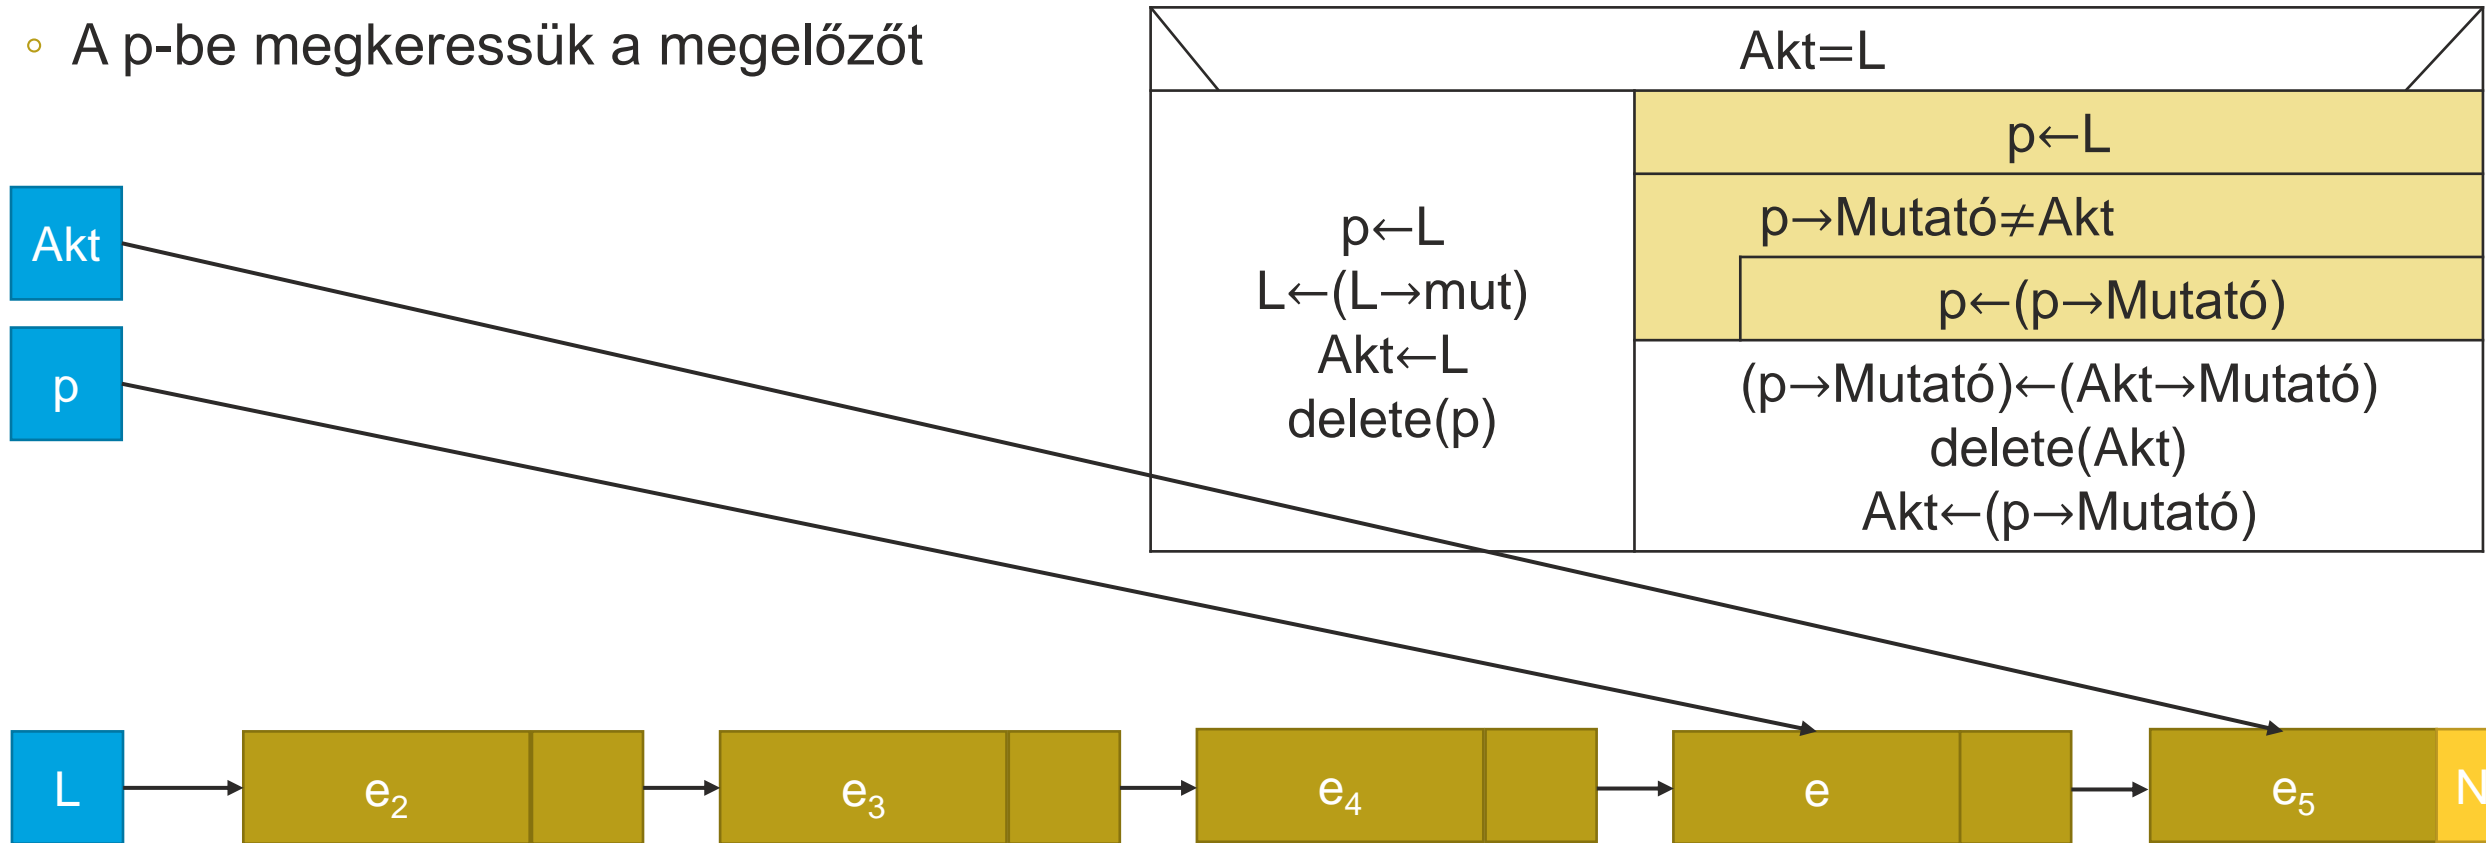 ◦ A p-be megkeressük a megelőzőt
Akt=L
p←L
L←(L→mut)
Akt←L
delete(p)
p←L
p→Mutató≠Akt
p←(p→Mutató)
(p→Mutató)←(Akt→Mutató)
delete(Akt)
Akt←(p→Mutató)
Akt
p
L
e₂
e₃
e₄
e
e₅
N